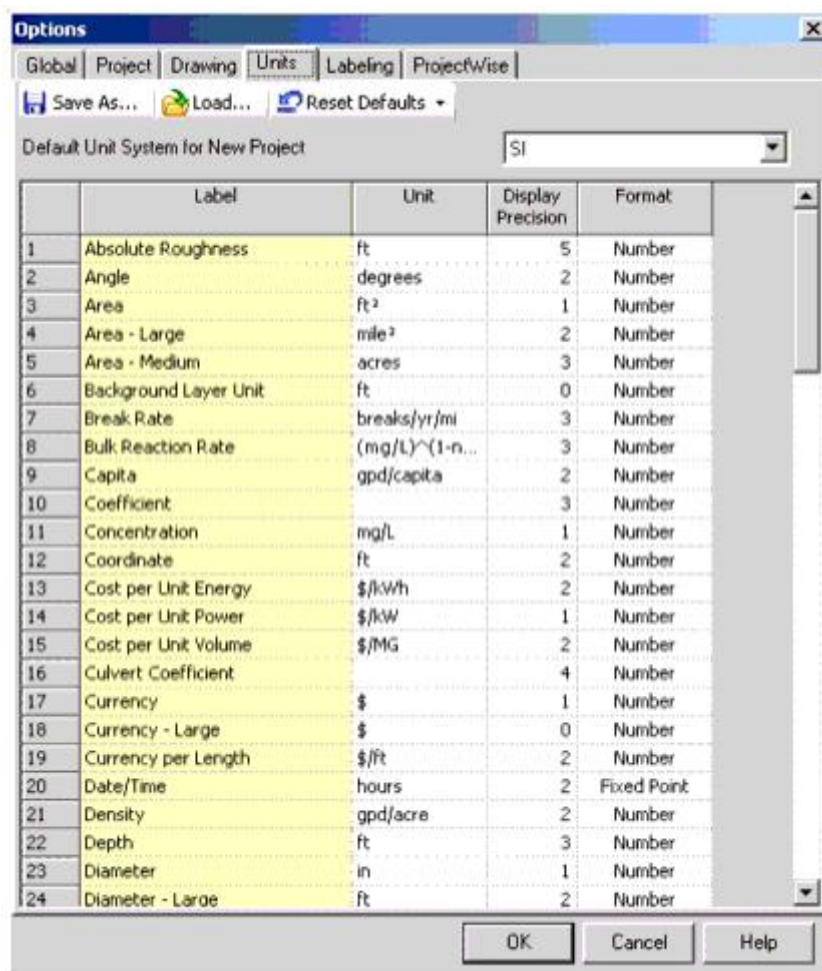 Options
Global Project Drawing Units Labeling ProjectWise
Save As... Load... Reset Defaults
Default Unit System for New Project SI
Label Unit Display Precision Format
1 Absolute Roughness ft 5 Number
2 Angle degrees 2 Number
3 Area ft² 1 Number
4 Area - Large mile² 2 Number
5 Area - Medium acres 3 Number
6 Background Layer Unit ft 0 Number
7 Break Rate breaks/yr/mi 3 Number
8 Bulk Reaction Rate (mg/L)^(1-n... 3 Number
9 Capita gpd/capita 2 Number
10 Coefficient 3 Number
11 Concentration mg/L 1 Number
12 Coordinate ft 2 Number
13 Cost per Unit Energy $/kWh 2 Number
14 Cost per Unit Power $/kW 1 Number
15 Cost per Unit Volume $/MG 2 Number
16 Culvert Coefficient 4 Number
17 Currency $ 1 Number
18 Currency - Large $ 0 Number
19 Currency per Length $/ft 2 Number
20 Date/Time hours 2 Fixed Point
21 Density gpd/acre 2 Number
22 Depth ft 3 Number
23 Diameter in 1 Number
24 Diameter - Large ft 2 Number
OK Cancel Help